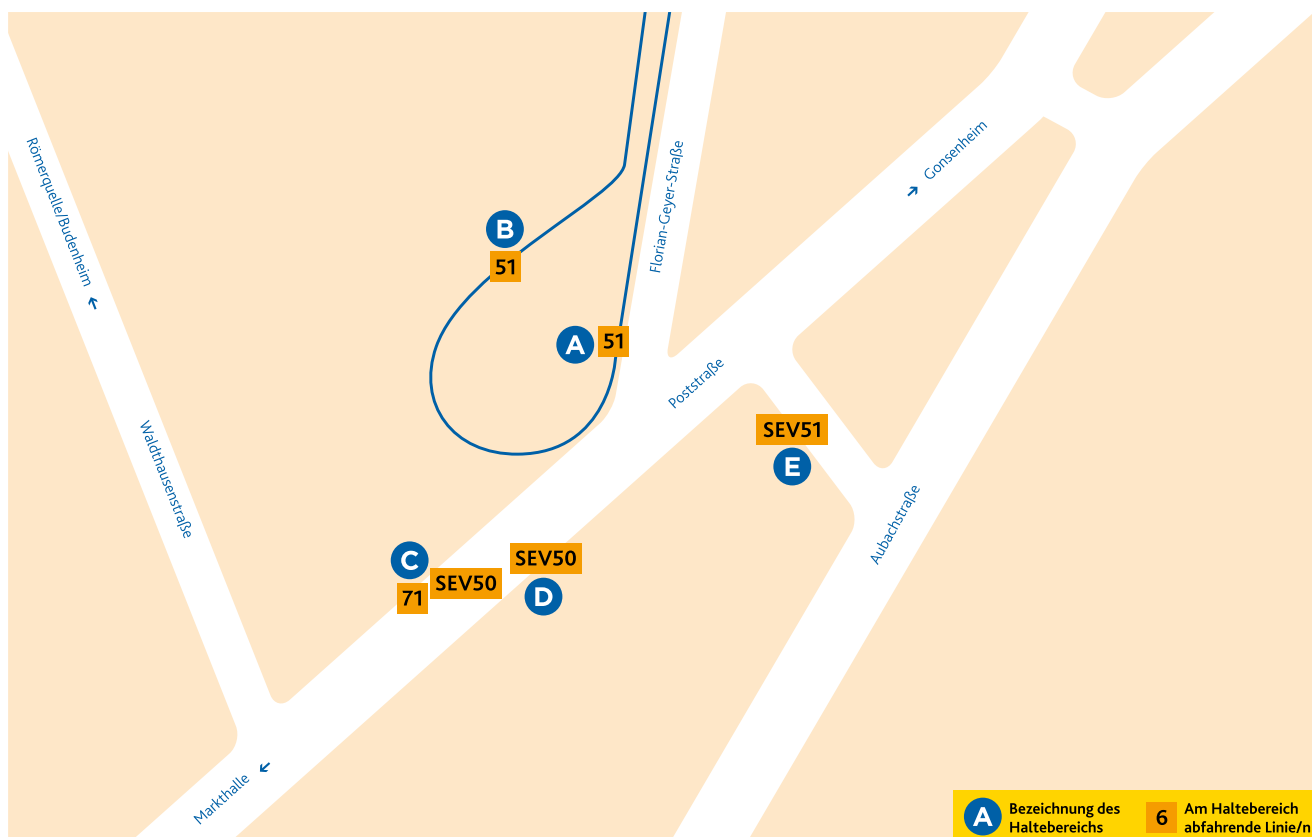 Römerquelle/Budenheim
Florian-Geyer-Straße
Gonsenheim
B
51
A
51
Poststraße
SEV51
E
Waldthausenstraße
Aubachstraße
C
71
SEV50
SEV50
D
Markthalle
A
Bezeichnung des
Haltebereichs
6
Am Haltebereich
abfahrende Linie/n